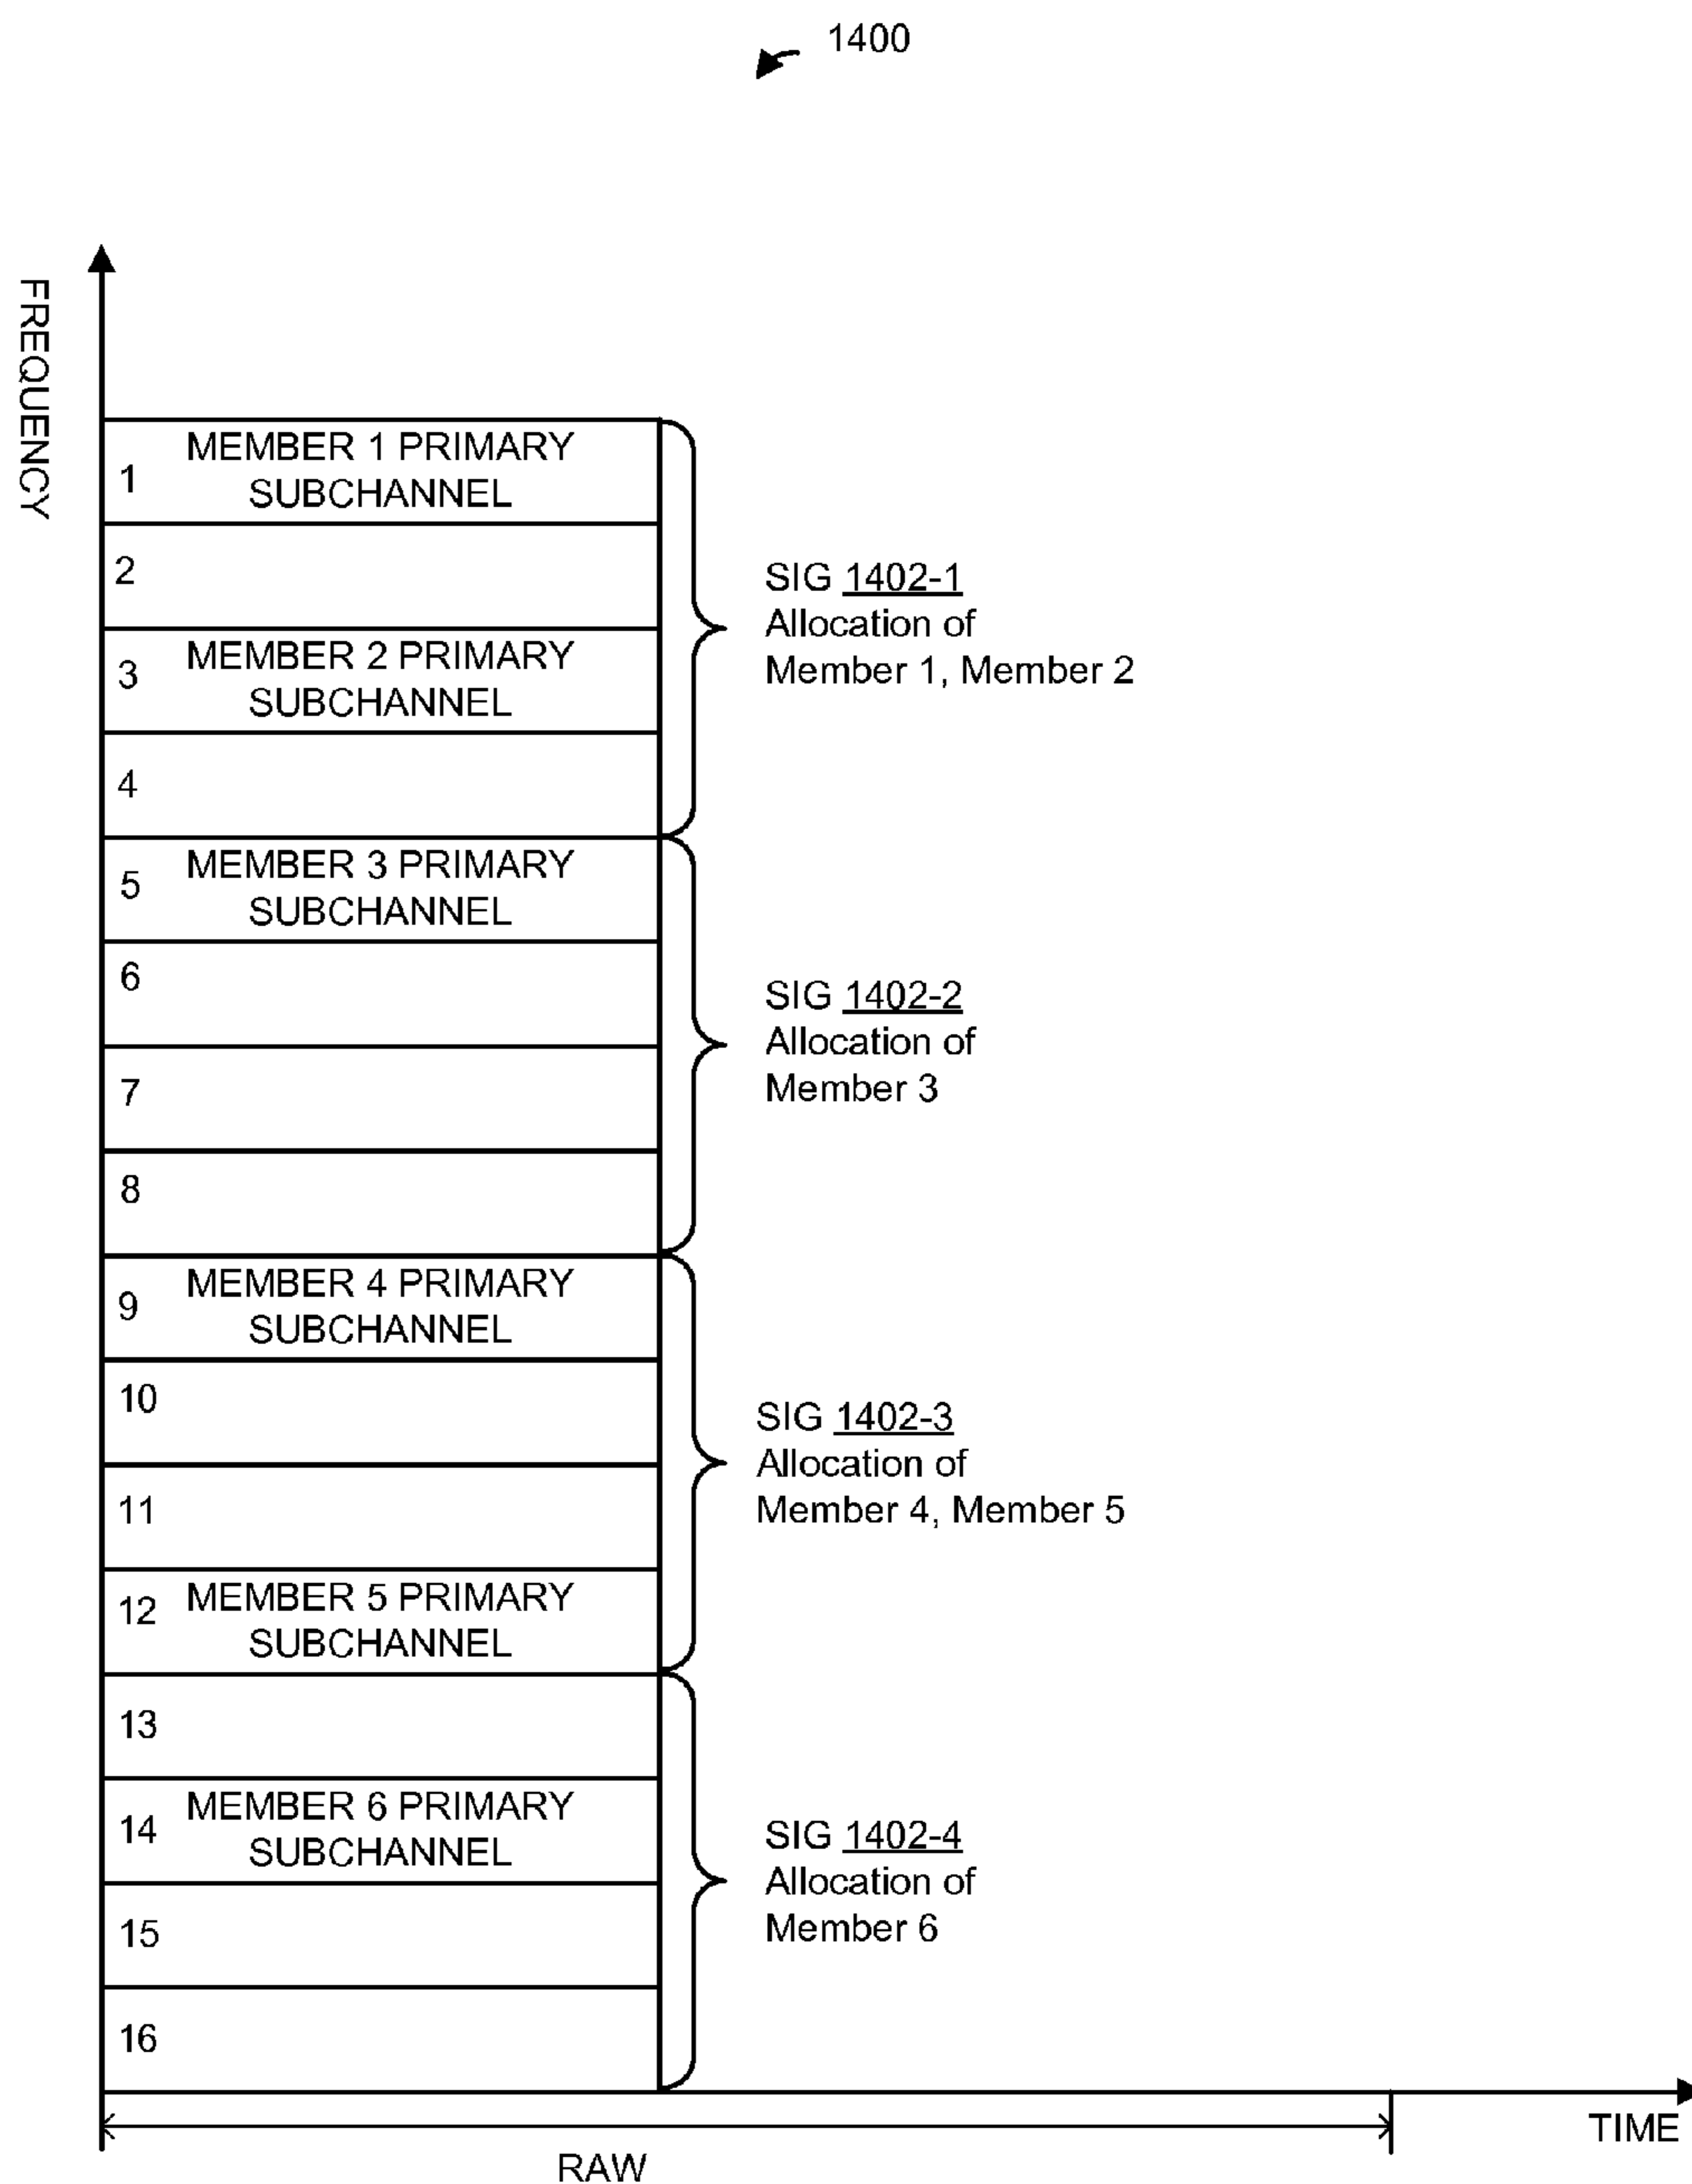 1400
FREQUENCY
1
MEMBER 1 PRIMARY
SUBCHANNEL
2
3
MEMBER 2 PRIMARY
SUBCHANNEL
4
SIG 1402-1
Allocation of
Member 1, Member 2
5
MEMBER 3 PRIMARY
SUBCHANNEL
6
7
8
SIG 1402-2
Allocation of
Member 3
9
MEMBER 4 PRIMARY
SUBCHANNEL
10
11
12
MEMBER 5 PRIMARY
SUBCHANNEL
SIG 1402-3
Allocation of
Member 4, Member 5
13
14
MEMBER 6 PRIMARY
SUBCHANNEL
15
16
SIG 1402-4
Allocation of
Member 6
TIME
RAW